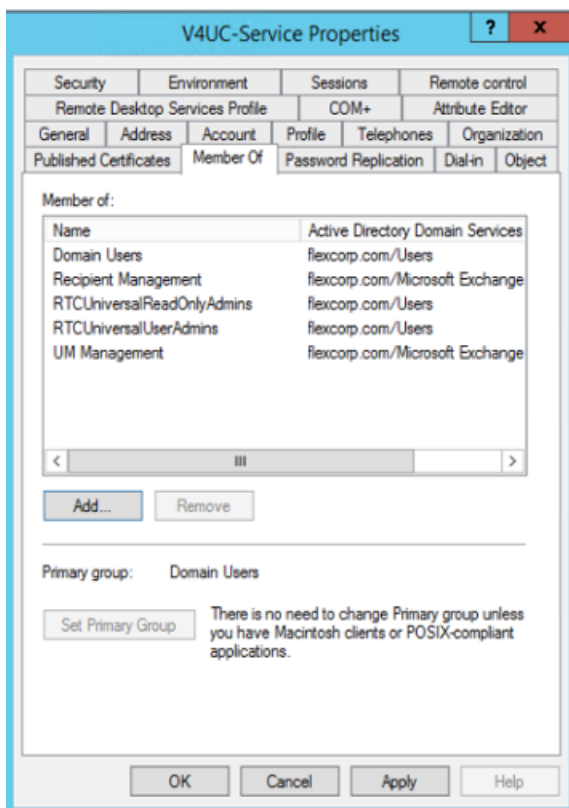 V4UC-Service Properties
? x
Security Environment Sessions Remote control
Remote Desktop Services Profile COM+ Attribute Editor
General Address Account Profile Telephones Organization
Published Certificates Member Of Password Replication Dial-in Object
Member of:
Name Active Directory Domain Services
Domain Users flexcorp.com/Users
Recipient Management flexcorp.com/Microsoft Exchange
RTCUniversalReadOnlyAdmins flexcorp.com/Users
RTCUniversalUserAdmins flexcorp.com/Users
UM Management flexcorp.com/Microsoft Exchange
Add... Remove
Primary group: Domain Users
Set Primary Group
There is no need to change Primary group unless
you have Macintosh clients or POSIX-compliant
applications.
OK Cancel Apply Help